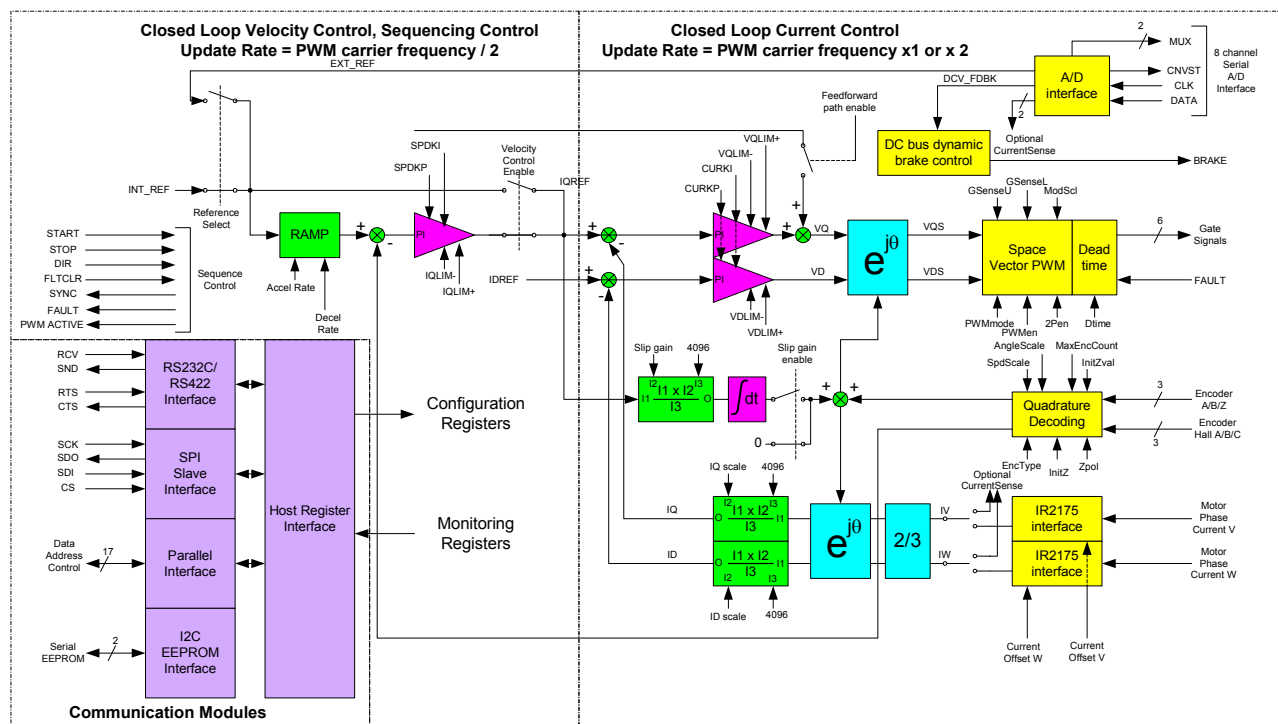 Closed Loop Velocity Control, Sequencing Control
Update Rate = PWM carrier frequency / 2
Closed Loop Current Control
Update Rate = PWM carrier frequency x1 or x 2
EXT_REF
INT_REF
Reference
Select
START
STOP
DIR
FLTCLR
SYNC
FAULT
PWM ACTIVE
Sequence
Control
RAMP
Accel Rate
Decel
Rate
+
-
SPDKI
SPDKP
PI
IQLIM-
IQLIM+
Velocity
Control
Enable
IQREF
IDREF
+
-
+
-
CURKP
CURKI
VQLIM-
VQLIM+
PI
PI
VDLIM-
VDLIM+
+
+
Feedforward
path enable
VQ
VD
e
jθ
VQS
VDS
DCV_FDBK
A/D
interface
2
MUX
CNVST
CLK
DATA
8 channel
Serial
A/D
Interface
2
Optional
CurrentSense
DC bus dynamic
brake control
BRAKE
GSenseU
GSenseL
ModScl
Space
Vector PWM
Dead
time
6
Gate
Signals
FAULT
PWMmode
PWMen
2Pen
Dtime
Slip gain
4096
I2
I3
I1
I1 x I2
I3
O
∫dt
Slip gain
enable
0
+
+
AngleScale
SpdScale
MaxEncCount
InitZval
Quadrature
Decoding
3
Encoder
A/B/Z
3
Encoder
Hall A/B/C
EncType
InitZ
Zpol
IQ scale
4096
I2
I3
O
I1 x I2
I3
I1
IQ
ID
O
I1 x I2
I3
I1
I2
I3
ID scale
4096
e
jθ
2/3
IV
IW
Optional
CurrentSense
IR2175
interface
IR2175
interface
Motor
Phase
Current V
Motor
Phase
Current W
Current
Offset W
Current
Offset V
RCV
SND
RTS
CTS
RS232C/
RS422
Interface
SCK
SDO
SDI
CS
SPI
Slave
Interface
Data
Address
Control
17
Parallel
Interface
Serial
EEPROM
2
I2C
EEPROM
Interface
Host Register
Interface
Configuration
Registers
Monitoring
Registers
Communication Modules